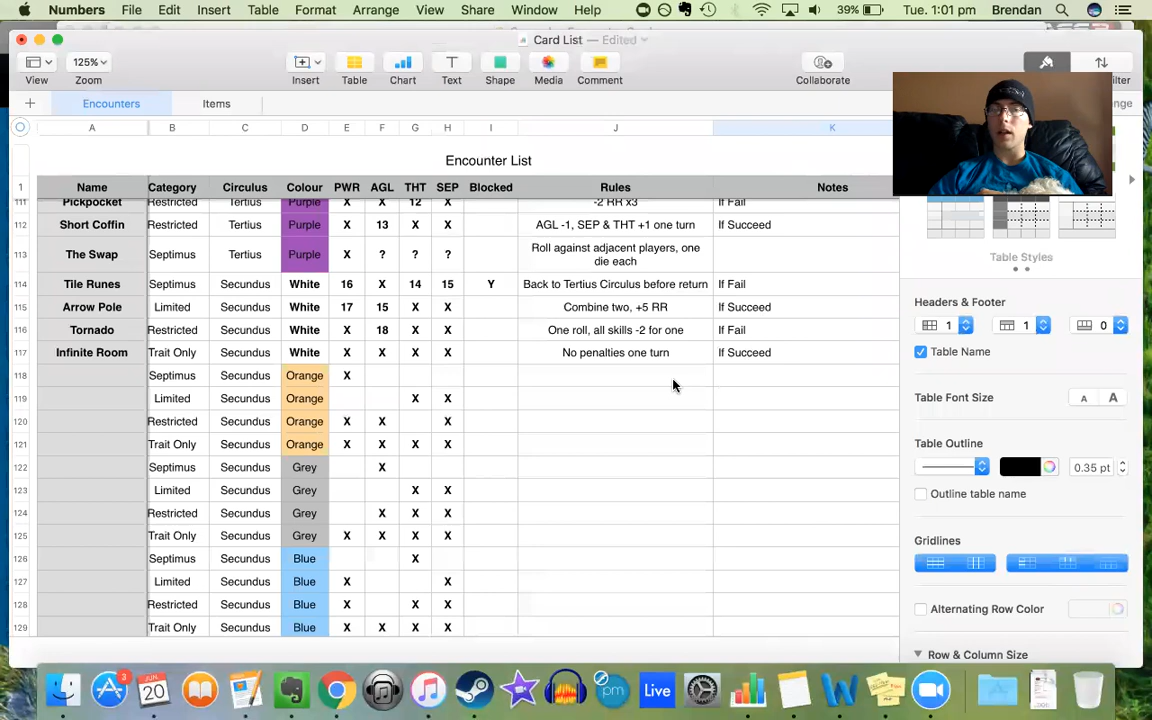 Numbers File Edit Insert Table Format Arrange View Share Window Help 39% Tue. 1:01 pm Brendan
Card List — Edited
125%
View Zoom Insert Table Chart Text Shape Media Comment Collaborate
Encounters Items
A B C D E F G H I J K
Encounter List
1 Name Category Circulus Colour PWR AGL THT SEP Blocked Rules Notes
111 Pickpocket Restricted Tertius Purple X X 12 X -2 RR x3 If Fail
112 Short Coffin Restricted Tertius Purple X 13 X X AGL -1, SEP & THT +1 one turn If Succeed
113 The Swap Septimus Tertius Purple X ? ? ? Roll against adjacent players, one
die each
114 Tile Runes Septimus Secundus White 16 X 14 15 Y Back to Tertius Circulus before return If Fail
115 Arrow Pole Limited Secundus White 17 15 X X Combine two, +5 RR If Succeed
116 Tornado Restricted Secundus White X 18 X X One roll, all skills -2 for one If Fail
117 Infinite Room Trait Only Secundus White X X X X No penalties one turn If Succeed
118 Septimus Secundus Orange X
119 Limited Secundus Orange X X
120 Restricted Secundus Orange X X X
121 Trait Only Secundus Orange X X X X
122 Septimus Secundus Grey X
123 Limited Secundus Grey X X
124 Restricted Secundus Grey X X X
125 Trait Only Secundus Grey X X X X
126 Septimus Secundus Blue X
127 Limited Secundus Blue X X
128 Restricted Secundus Blue X X X
129 Trait Only Secundus Blue X X X X
Table Styles
Headers & Footer
1 1 0
Table Name
Table Font Size A A
Table Outline
0.35 pt
Outline table name
Gridlines
Alternating Row Color
Row & Column Size
3 JUN 20 pm Live W